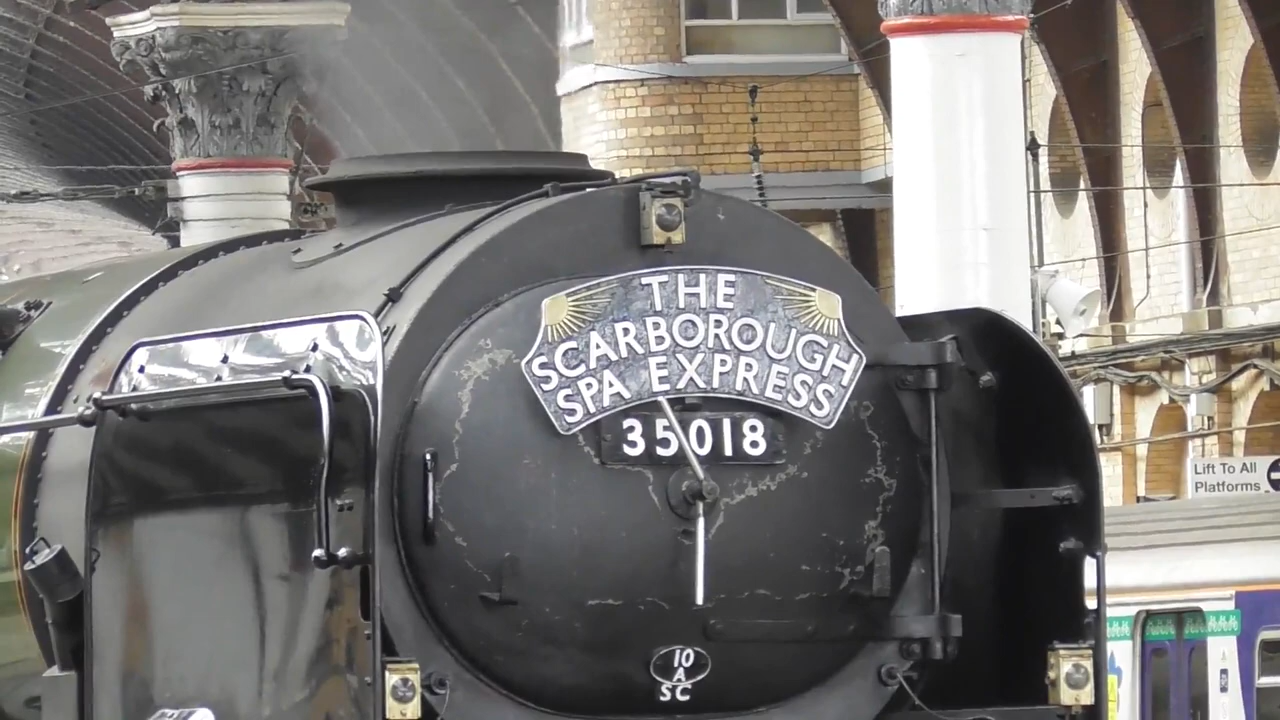 THE
SCARBOROUGH
SPA EXPRESS
35018
Lift To All
Platforms
10
A
SC